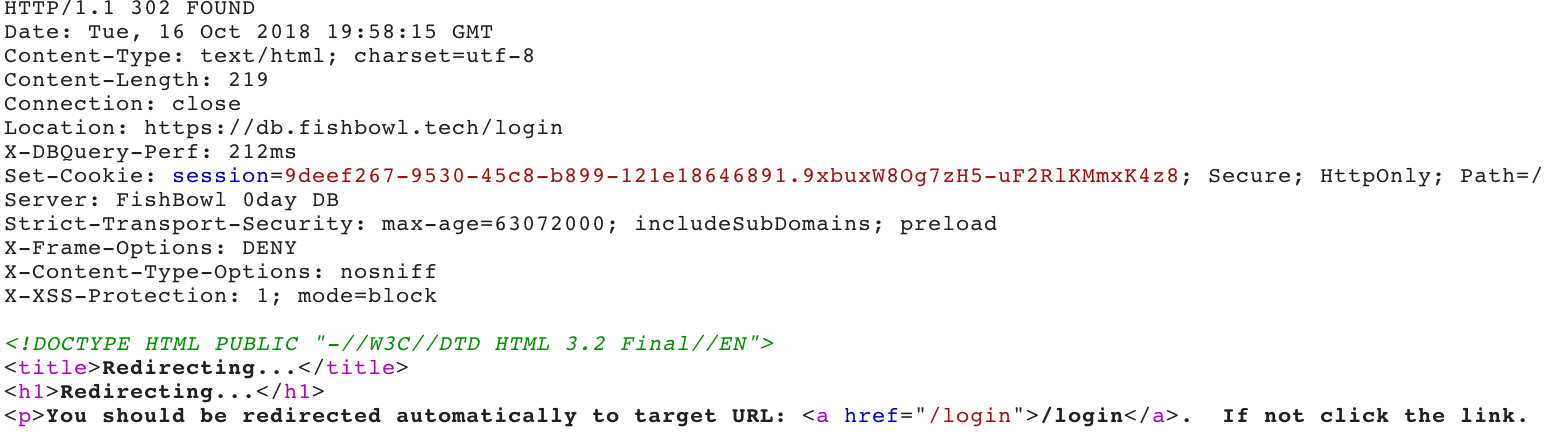 HTTP/1.1 302 FOUND
Date: Tue, 16 Oct 2018 19:58:15 GMT
Content-Type: text/html; charset=utf-8
Content-Length: 219
Connection: close
Location: https://db.fishbowl.tech/login
X-DBQuery-Perf: 212ms
Set-Cookie: session=9deef267-9530-45c8-b899-121e18646891.9xbuxW8Og7zH5-uF2RlKMmxK4z8; Secure; HttpOnly; Path=/
Server: FishBowl 0day DB
Strict-Transport-Security: max-age=63072000; includeSubDomains; preload
X-Frame-Options: DENY
X-Content-Type-Options: nosniff
X-XSS-Protection: 1; mode=block
<!DOCTYPE HTML PUBLIC "-//W3C//DTD HTML 3.2 Final//EN">
<title>Redirecting...</title>
<h1>Redirecting...</h1>
<p>You should be redirected automatically to target URL: <a href="/login">/login</a>.  If not click the link.